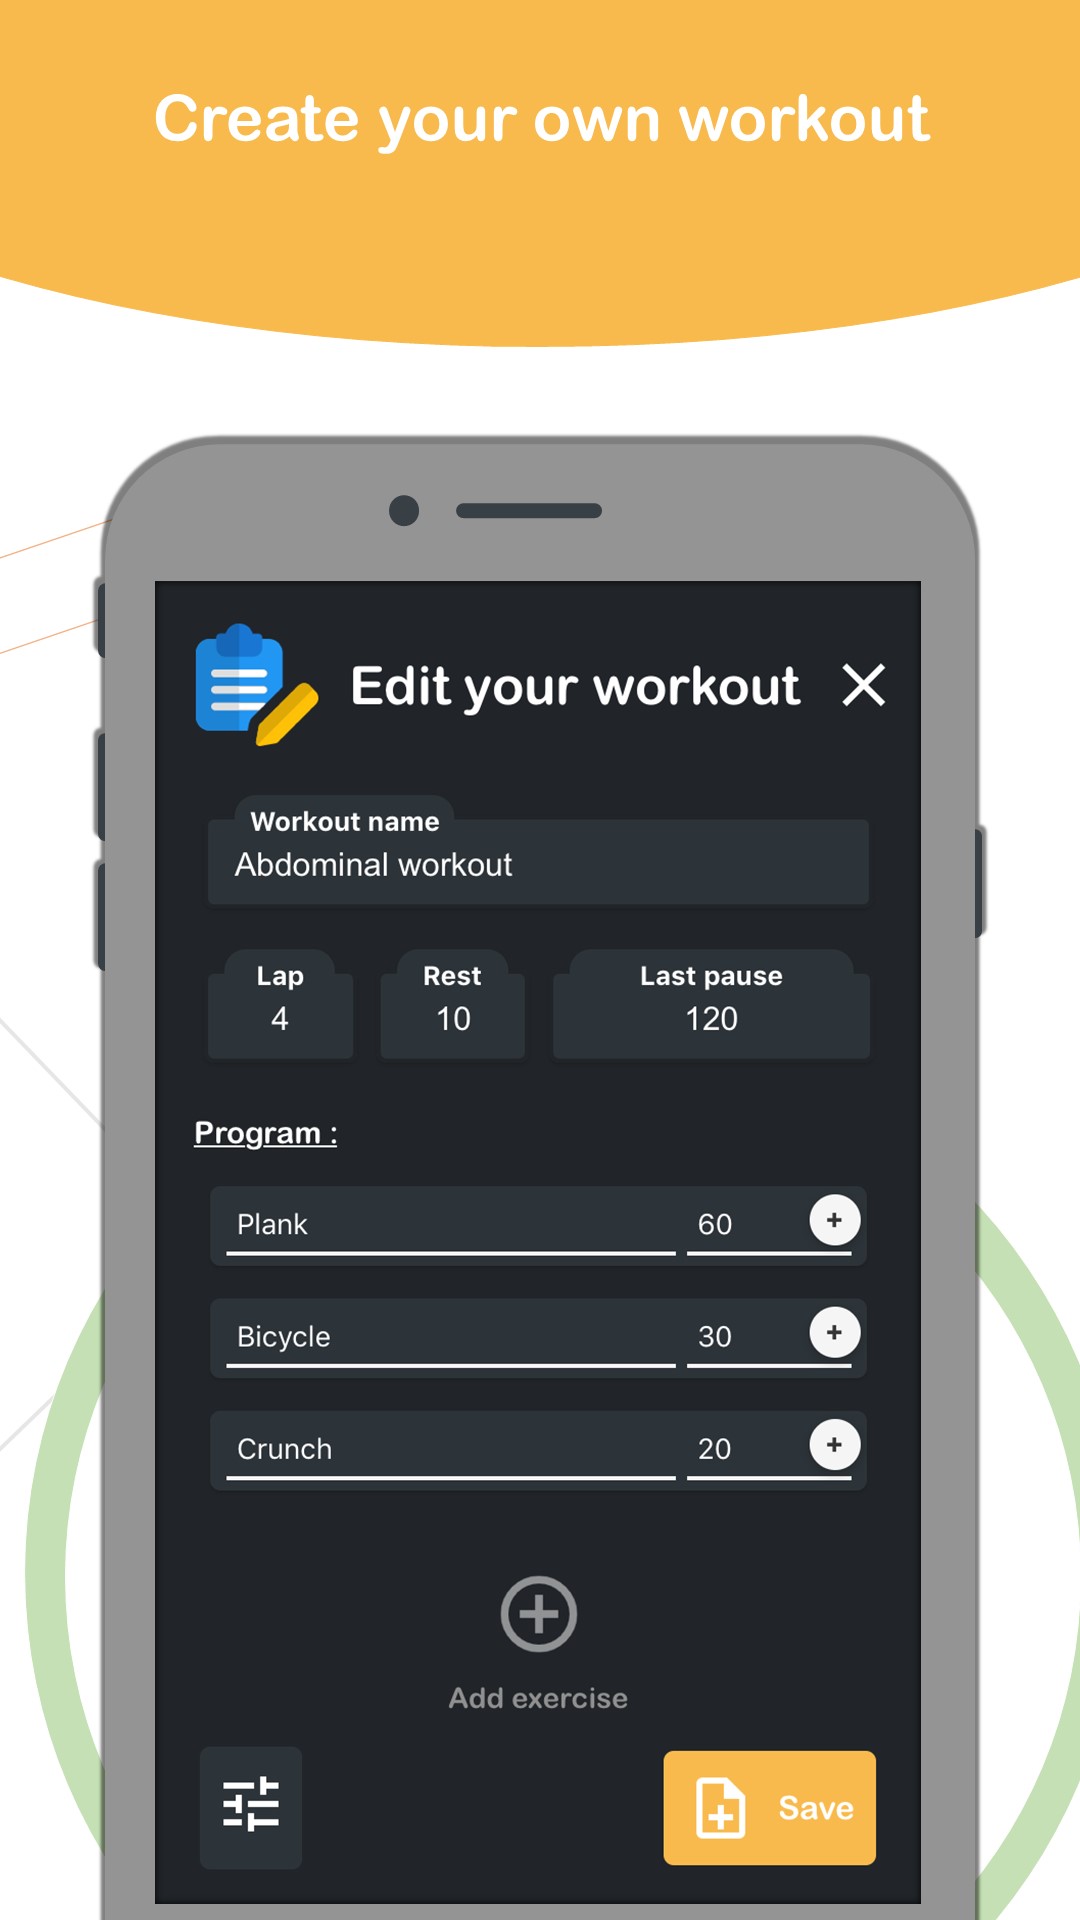 Create your own workout
Edit your workout
Workout name
Abdominal workout
Lap
Rest
Last pause
4
10
120
Program :
Plank
60
+
Bicycle
30
+
Crunch
20
+
Add exercise
Save